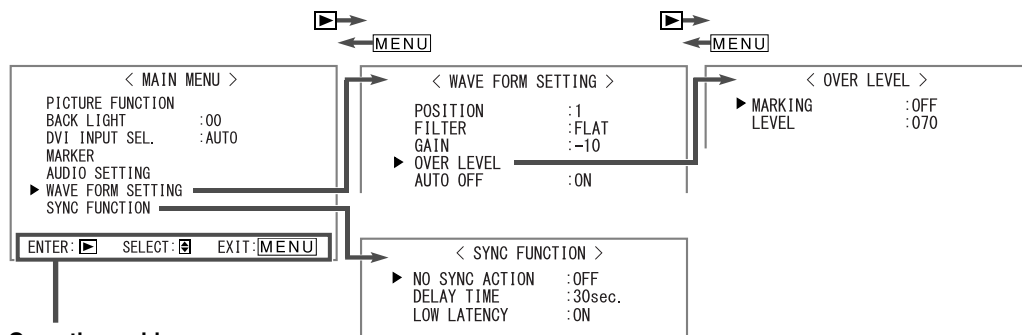 MENU
MENU
< MAIN MENU >
PICTURE FUNCTION
BACK LIGHT :00
DVI INPUT SEL. :AUTO
MARKER
AUDIO SETTING
WAVE FORM SETTING
SYNC FUNCTION
ENTER: SELECT: EXIT:MENU
< WAVE FORM SETTING >
POSITION :1
FILTER :FLAT
GAIN :-10
OVER LEVEL
AUTO OFF :ON
< OVER LEVEL >
MARKING :OFF
LEVEL :070
< SYNC FUNCTION >
NO SYNC ACTION :OFF
DELAY TIME :30sec.
LOW LATENCY :ON